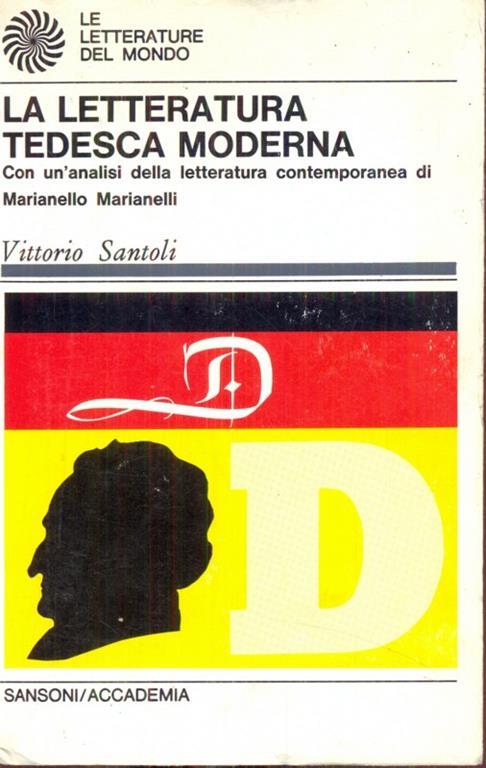 LE
LETTERATURE
DEL MONDO
LA LETTERATURA
TEDESCA MODERNA
Con un'analisi della letteratura contemporanea di
Marianello Marianelli
Vittorio Santoli
D
D
SANSONI/ACCADEMIA